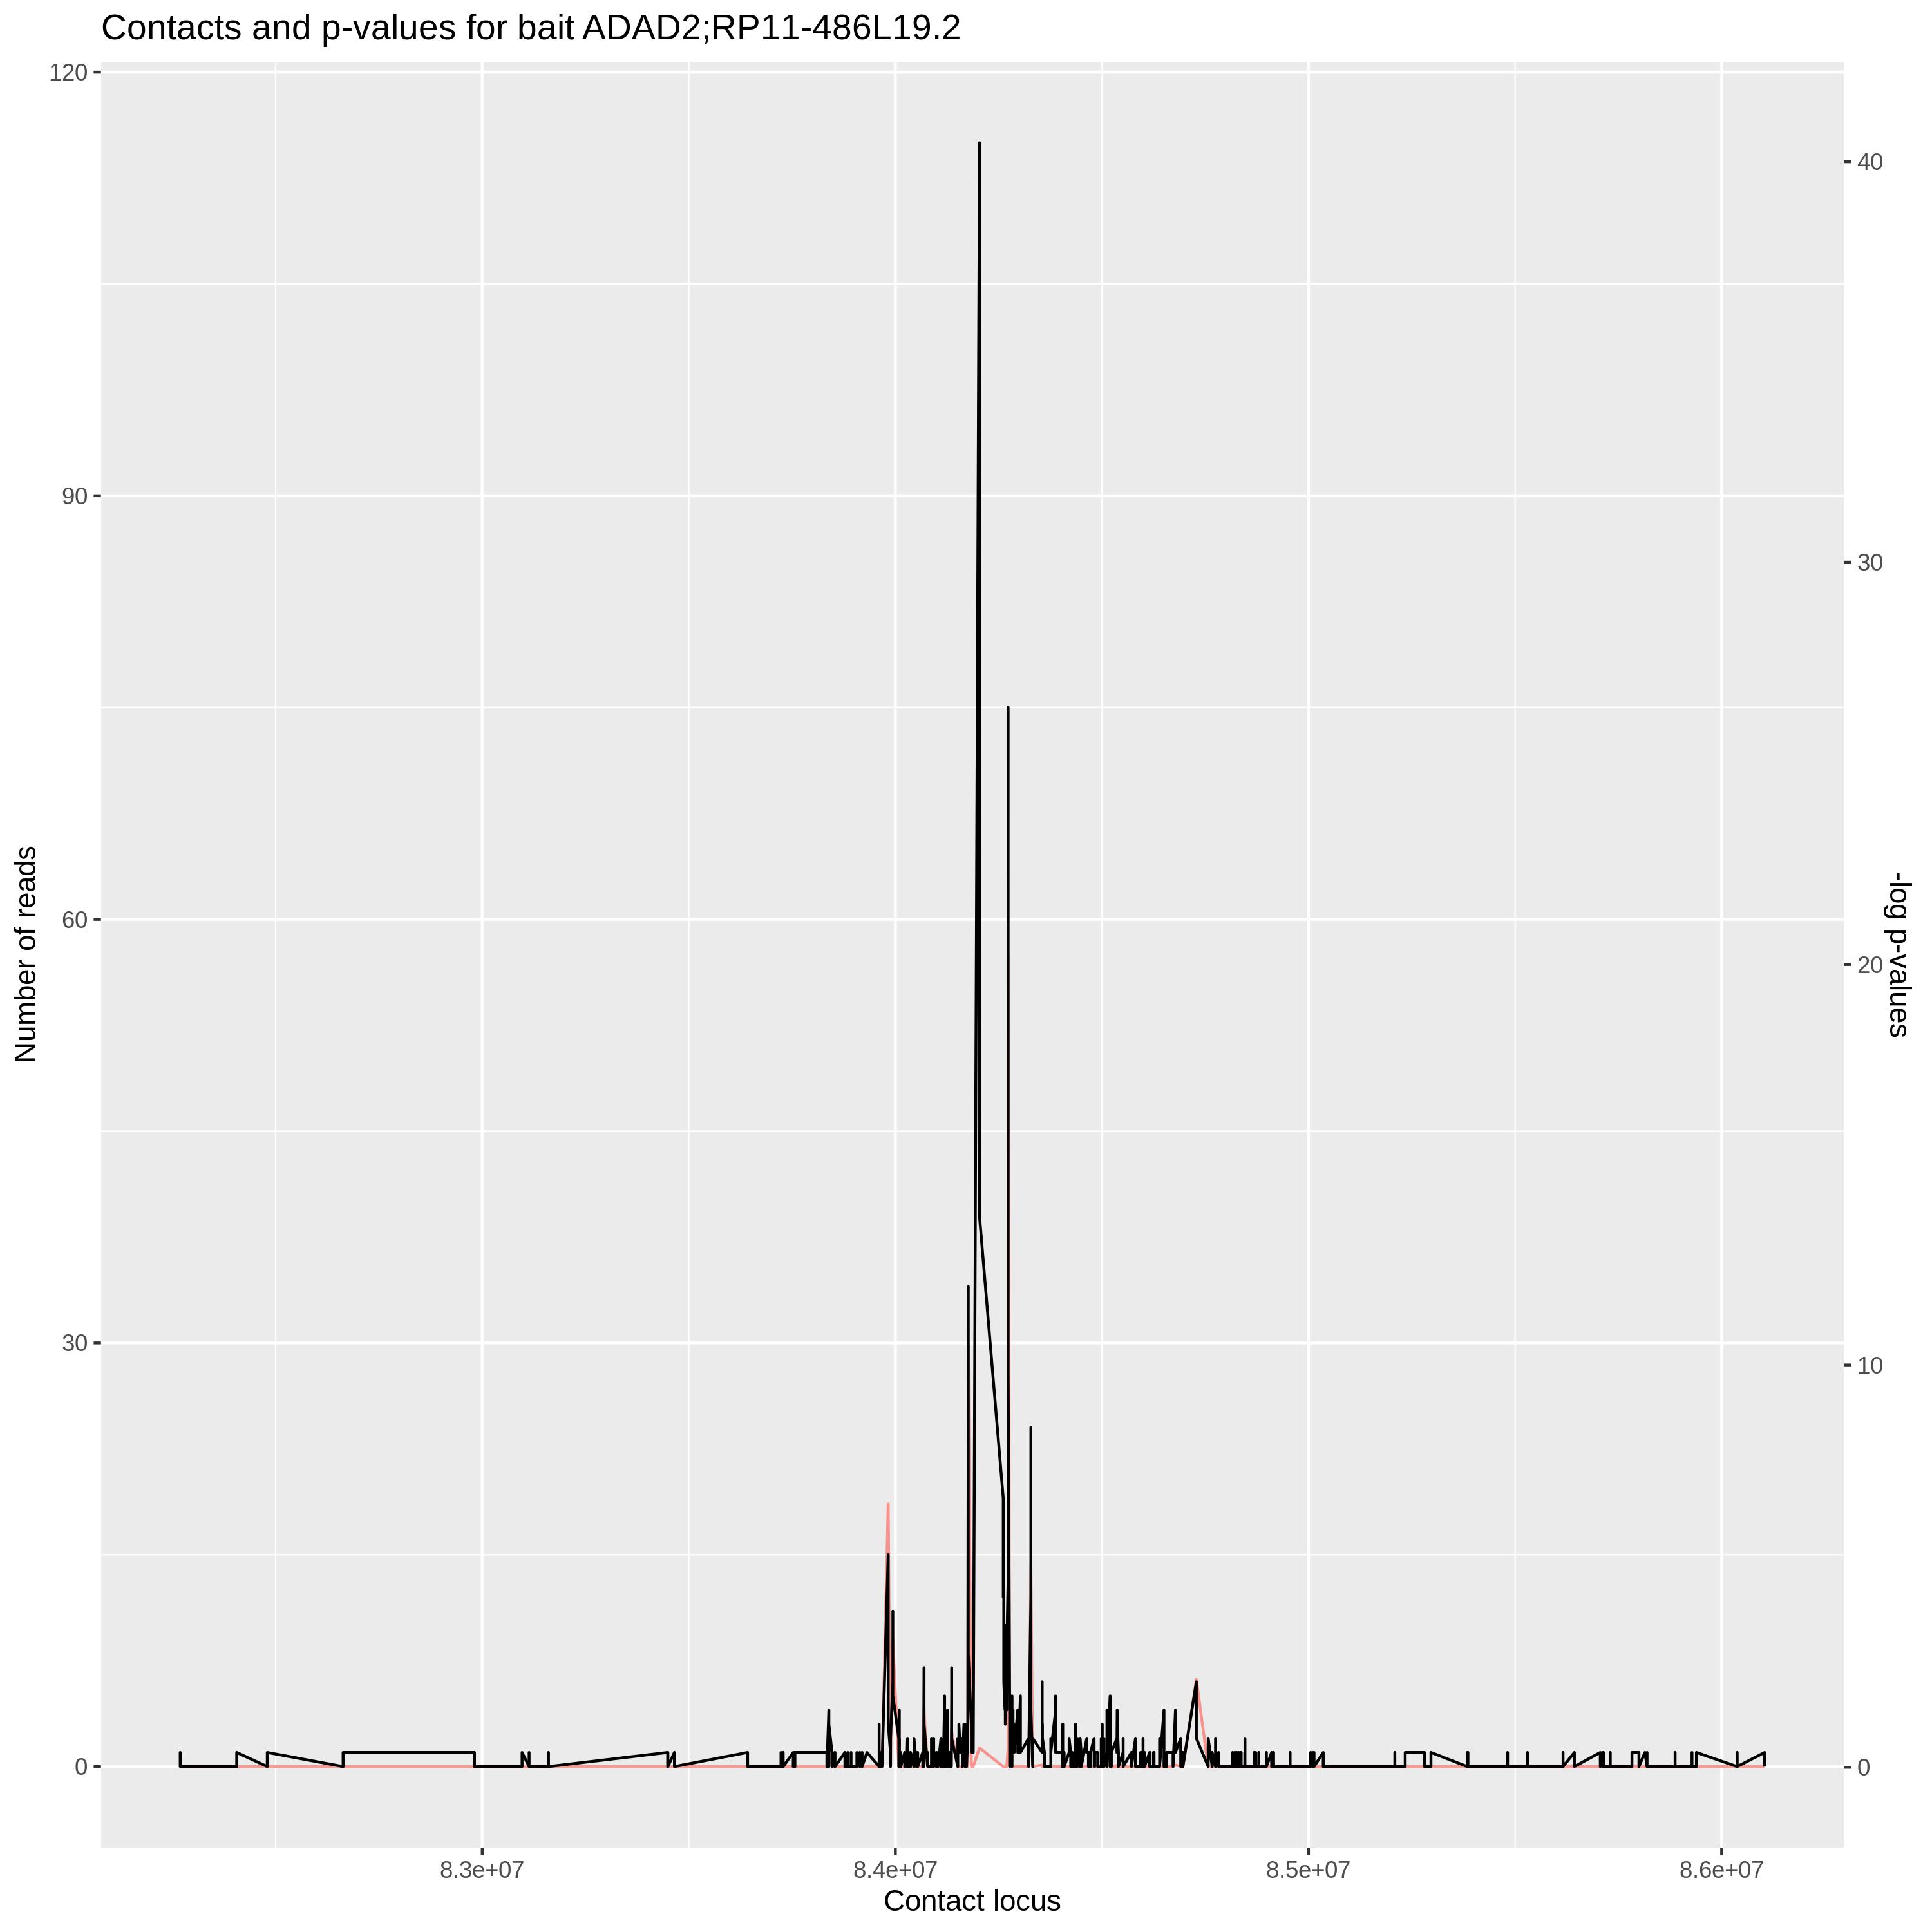 Contacts and p-values for bait ADAD2;RP11-486L19.2
120
90
60
30
0
Number of reads
40
30
20
10
0
-log p-values
8.3e+07
8.4e+07
8.5e+07
8.6e+07
Contact locus